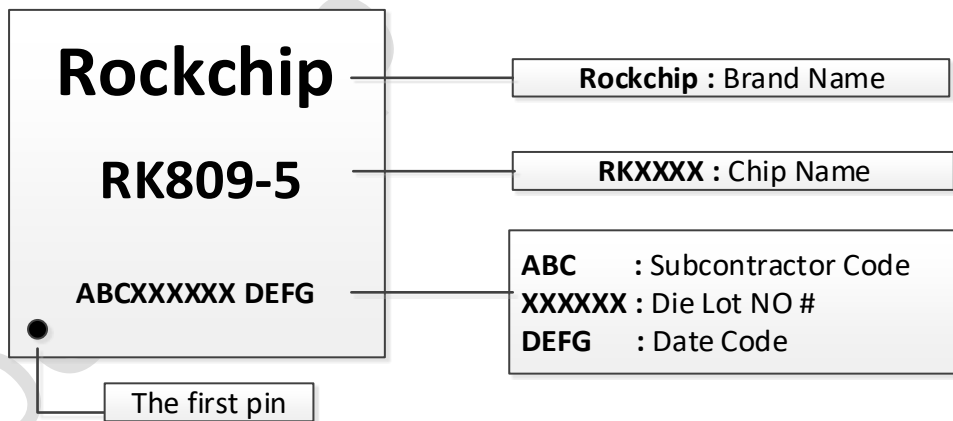 Rockchip
Rockchip : Brand Name
RK809-5
RKXXXX : Chip Name
ABCXXXXXX DEFG
ABC : Subcontractor Code
XXXXXX : Die Lot NO #
DEFG : Date Code
The first pin